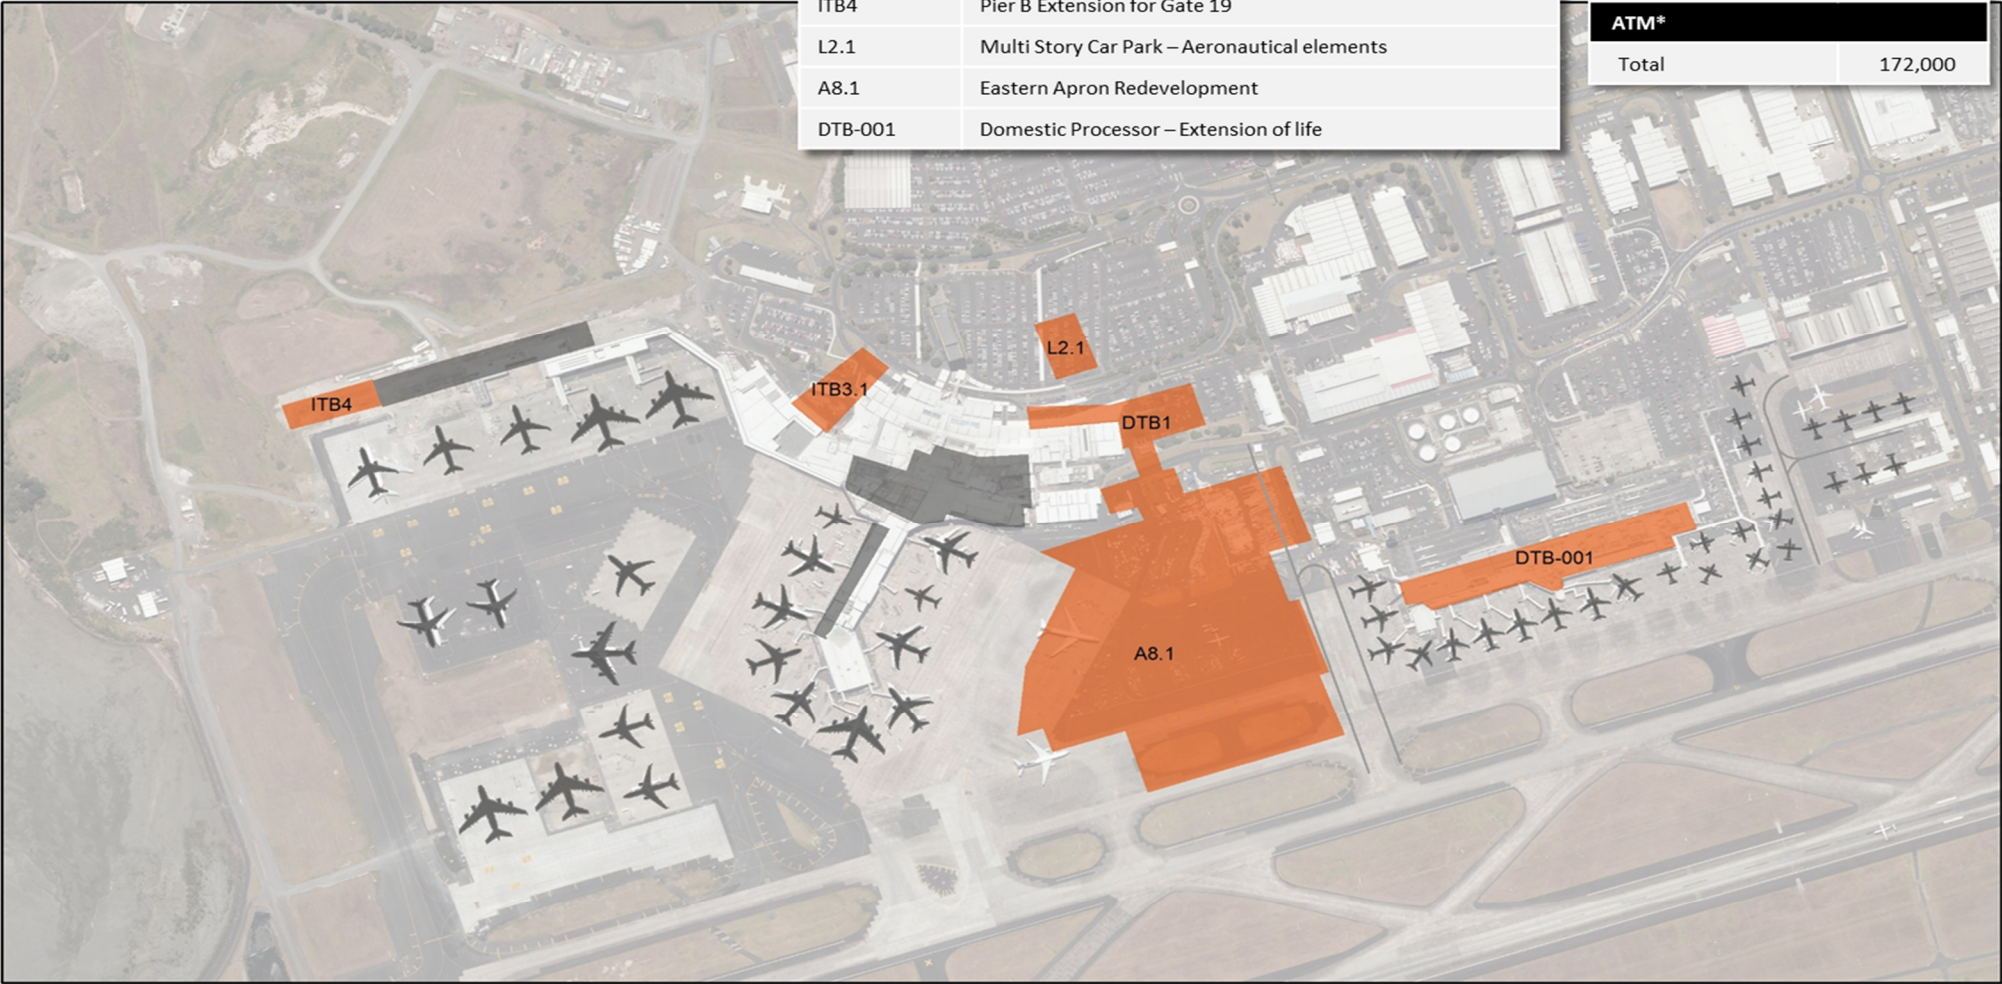 ITB4 Pier B Extension for Gate 19
L2.1 Multi Story Car Park – Aeronautical elements
A8.1 Eastern Apron Redevelopment
DTB-001 Domestic Processor – Extension of life
ATM*
Total 172,000
L2.1
ITB3.1
ITB4
DTB1
DTB-001
A8.1